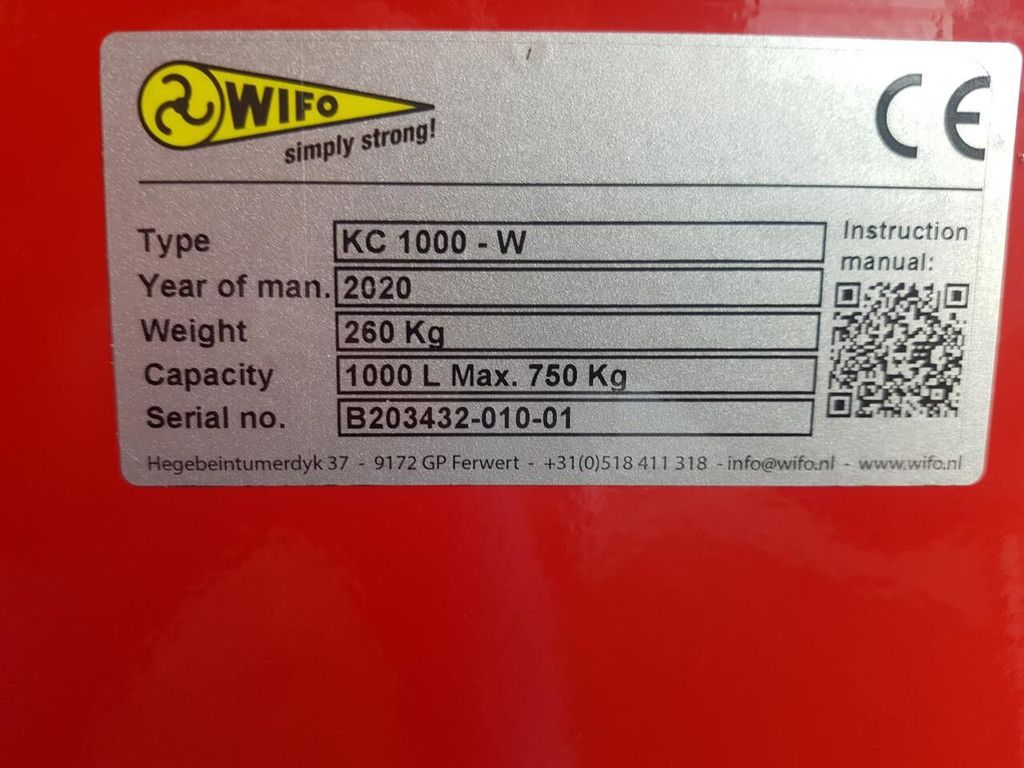 WIFO
simply strong!
CE
Type KC 1000 - W
Year of man. 2020
Weight 260 Kg
Capacity 1000 L Max. 750 Kg
Serial no. B203432-010-01
Instruction
manual:
Hegebeintumerdyk 37 - 9172 GP Ferwert - +31(0)518 411 318 - info@wifo.nl - www.wifo.nl